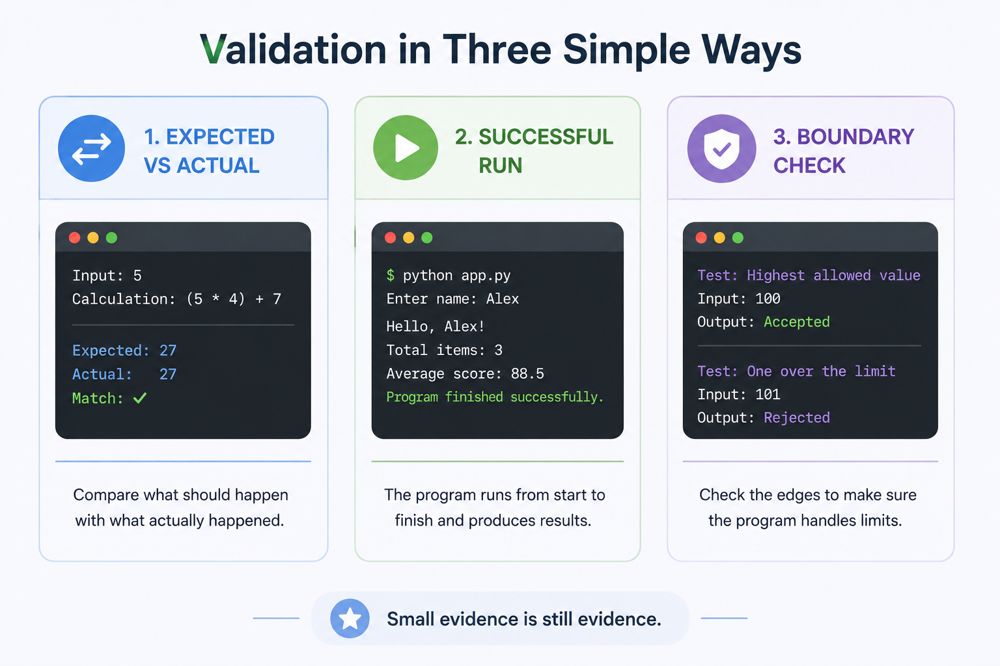 Validation in Three Simple Ways
1. EXPECTED
VS ACTUAL
Input: 5
Calculation: (5 * 4) + 7
Expected: 27
Actual:   27
Match: ✓
Compare what should happen
with what actually happened.
2. SUCCESSFUL
RUN
$ python app.py
Enter name: Alex
Hello, Alex!
Total items: 3
Average score: 88.5
Program finished successfully.
The program runs from start to
finish and produces results.
3. BOUNDARY
CHECK
Test: Highest allowed value
Input: 100
Output: Accepted
Test: One over the limit
Input: 101
Output: Rejected
Check the edges to make sure
the program handles limits.
Small evidence is still evidence.